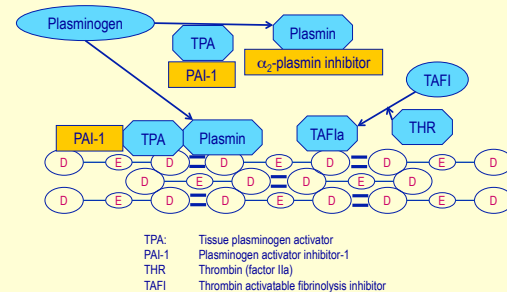 Plasminogen
TPA
Plasmin
PAI-1
α₂-plasmin inhibitor
TAFI
THR
PAI-1 TPA Plasmin TAFIa
D E D D E D D E D
D E D D E D
D E D D E D D E D
TPA: Tissue plasminogen activator
PAI-1 Plasminogen activator inhibitor-1
THR Thrombin (factor IIa)
TAFI Thrombin activatable fibrinolysis inhibitor